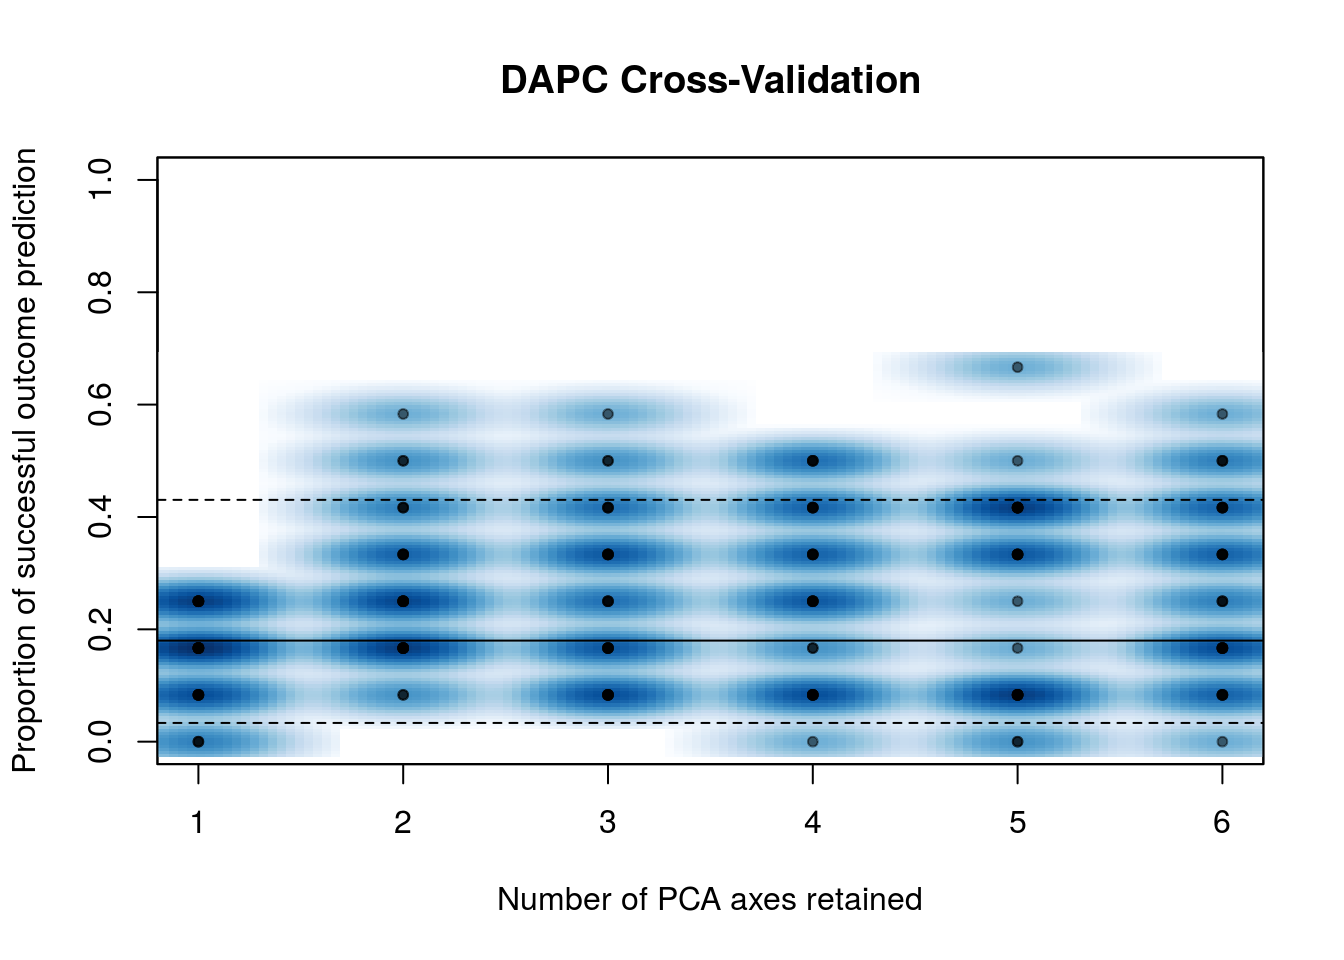 DAPC Cross-Validation
Proportion of successful outcome prediction
1.0
0.8
0.6
0.4
0.2
0.0
1 2 3 4 5 6
Number of PCA axes retained